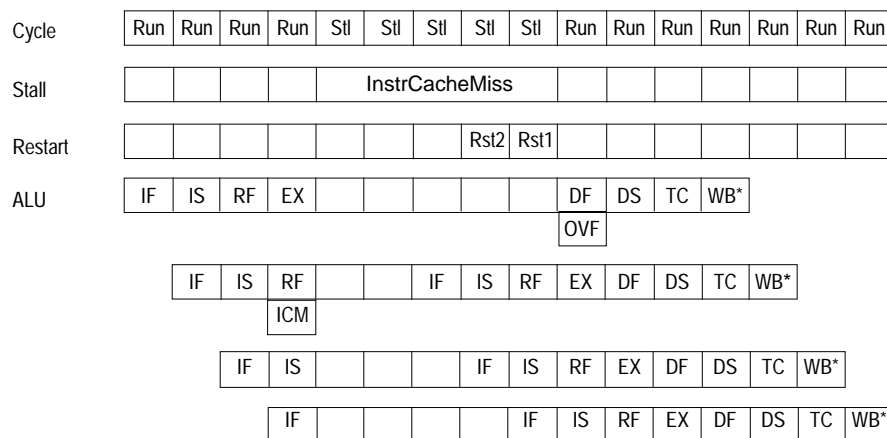 Cycle Run Run Run Run Stl Stl Stl Stl Stl Run Run Run Run Run Run Run
Stall InstrCacheMiss
Restart Rst2 Rst1
ALU IF IS RF EX DF DS TC WB*
OVF
IF IS RF IF IS RF EX DF DS TC WB*
ICM
IF IS IF IS RF EX DF DS TC WB*
IF IF IS RF EX DF DS TC WB*